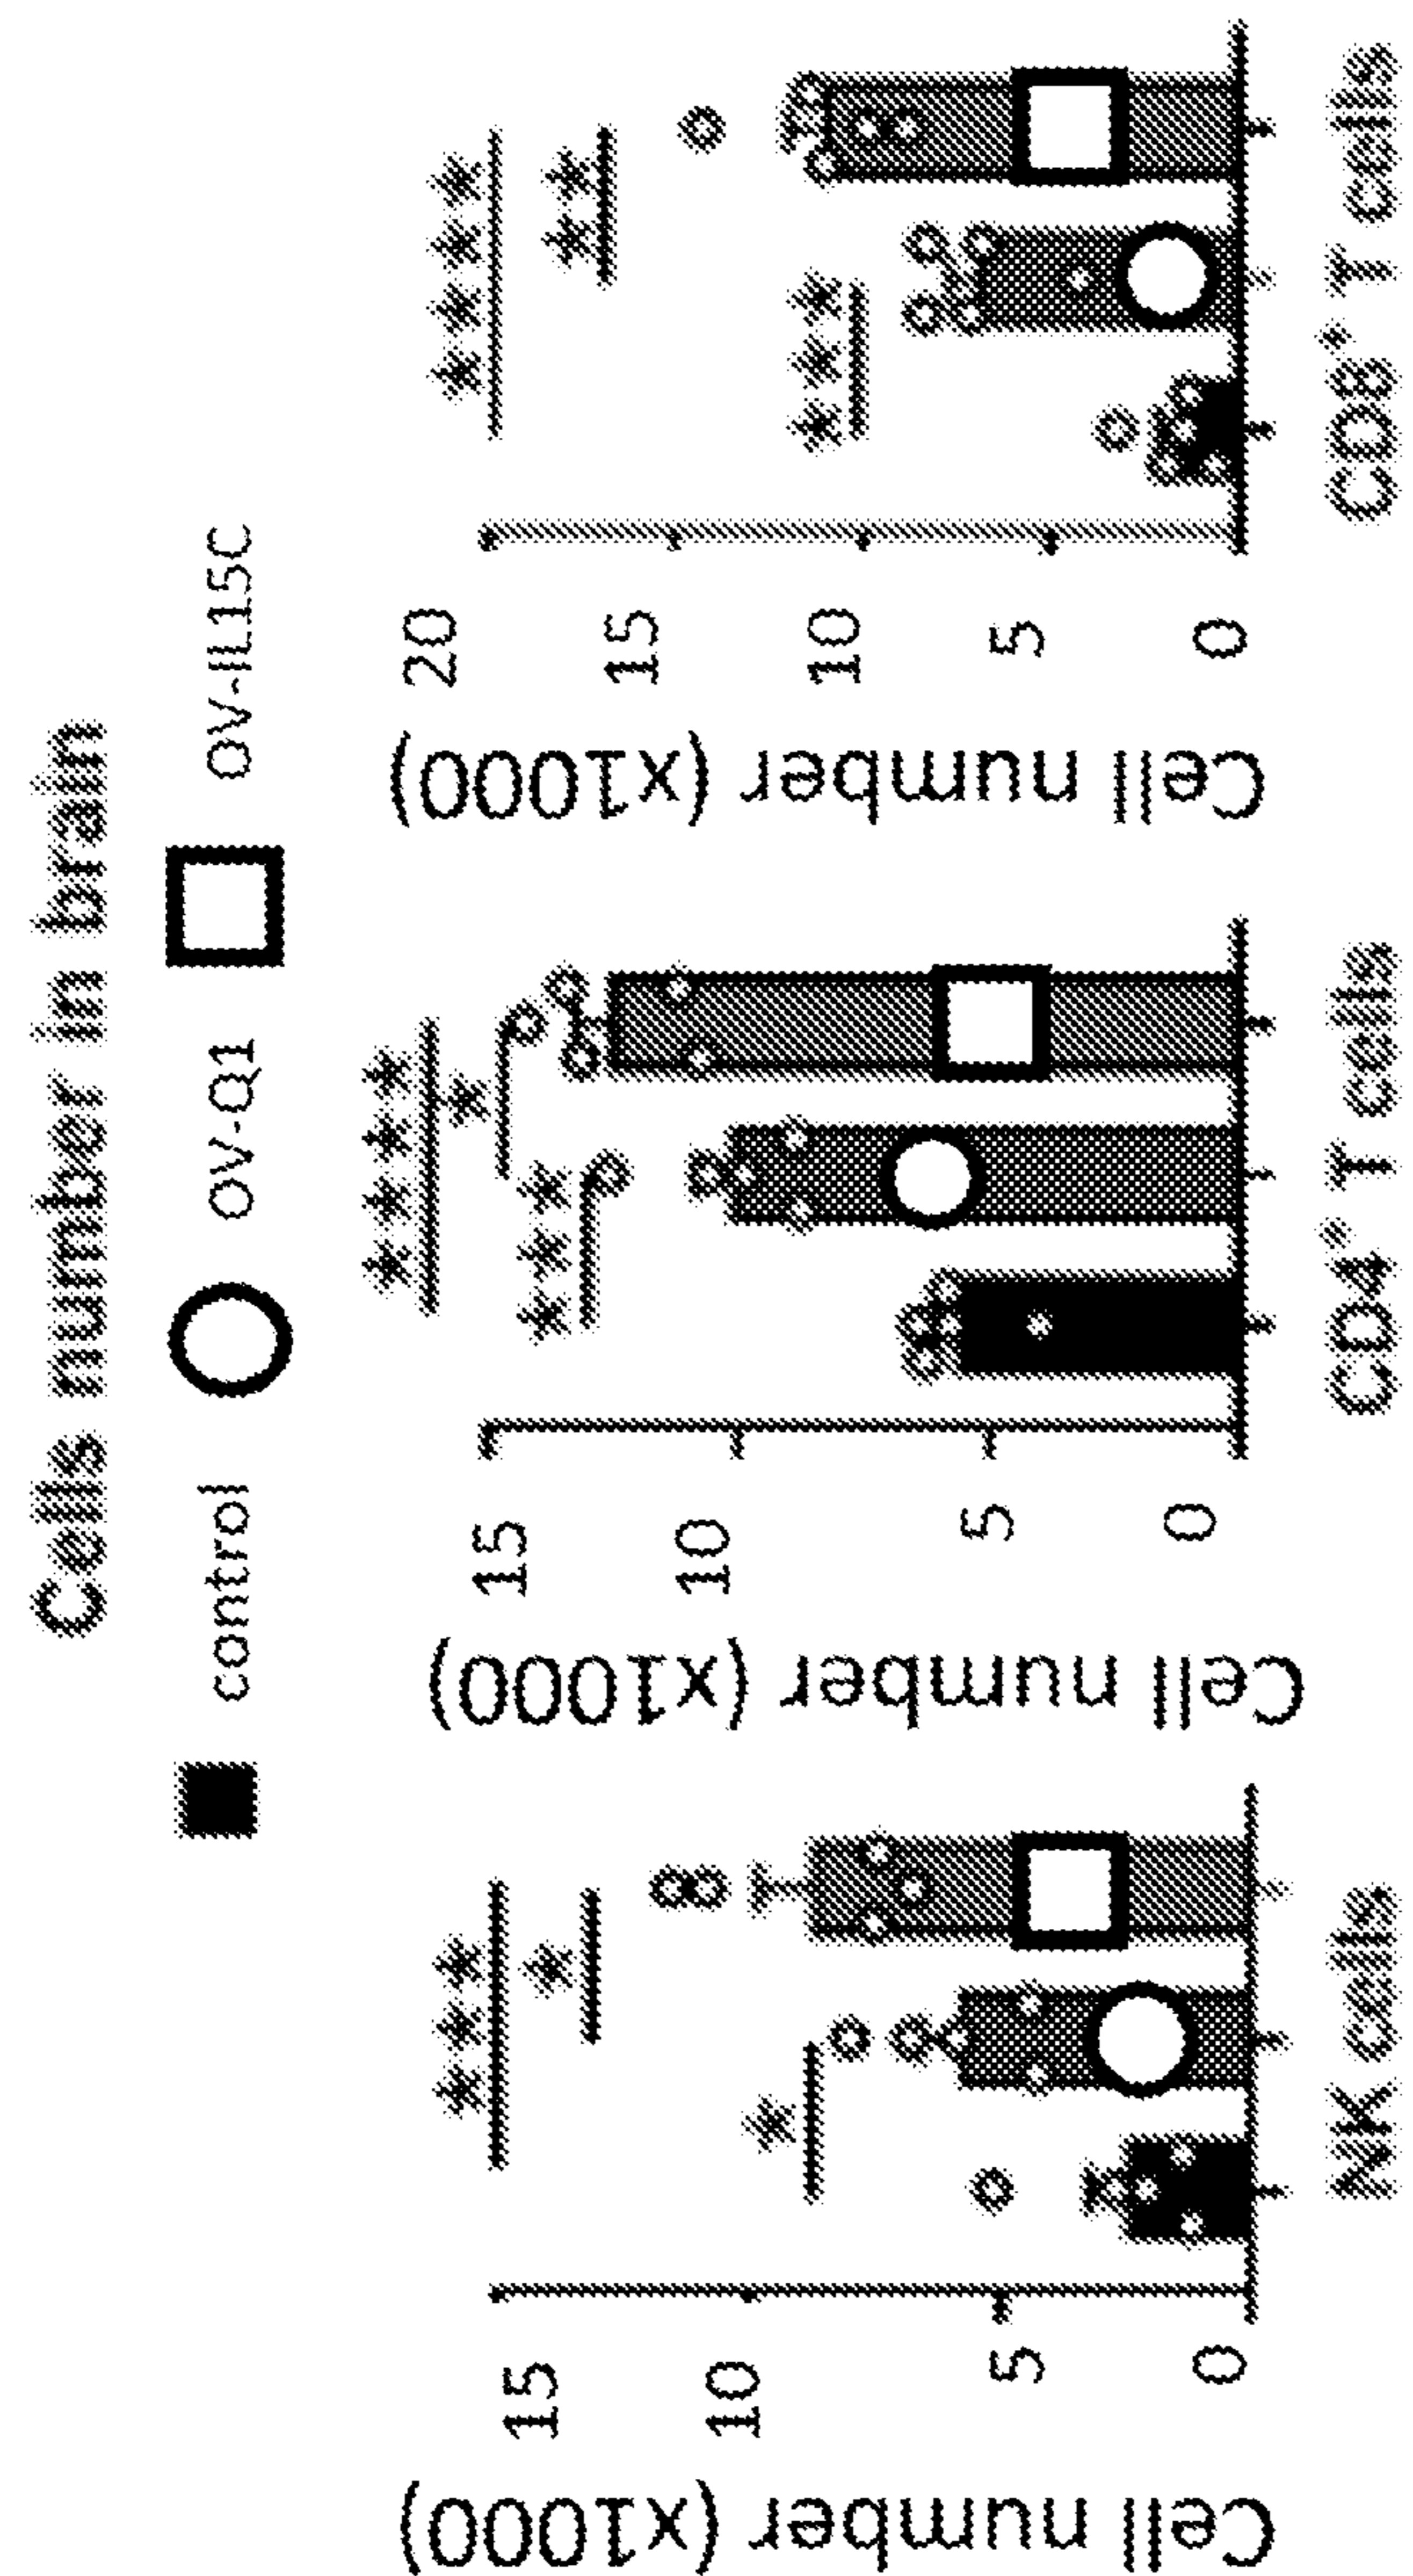 Cells number in brain
control OV-Q1 OV-IL15C
Cell number (x1000)
15
10
5
0
*
***
*
NK cells
Cell number (x1000)
15
10
5
0
***
****
*
CD4+ T cells
Cell number (x1000)
20
15
10
5
0
***
****
**
CD8+ T cells